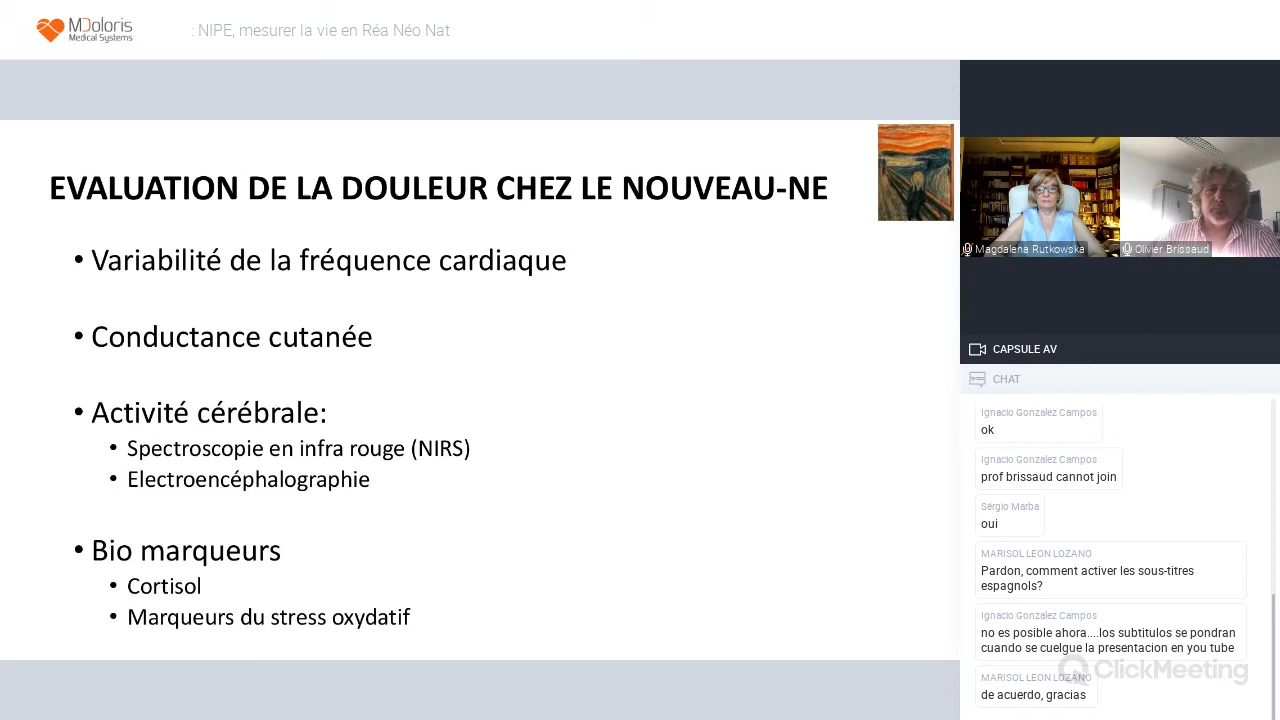 MDoloris
Medical Systems
: NIPE, mesurer la vie en Réa Néo Nat
EVALUATION DE LA DOULEUR CHEZ LE NOUVEAU-NE
• Variabilité de la fréquence cardiaque
• Conductance cutanée
• Activité cérébrale:
• Spectroscopie en infra rouge (NIRS)
• Electroencéphalographie
• Bio marqueurs
• Cortisol
• Marqueurs du stress oxydatif
Magdalena Rutkowska
Olivier Brissaud
CAPSULE AV
CHAT
Ignacio Gonzalez Campos
ok
Ignacio Gonzalez Campos
prof brissaud cannot join
Sérgio Marba
oui
MARISOL LEON LOZANO
Pardon, comment activer les sous-titres
espagnols?
Ignacio Gonzalez Campos
no es posible ahora....los subtitulos se pondran
cuando se cuelgue la presentacion en you tube
MARISOL LEON LOZANO
de acuerdo, gracias
ClickMeeting